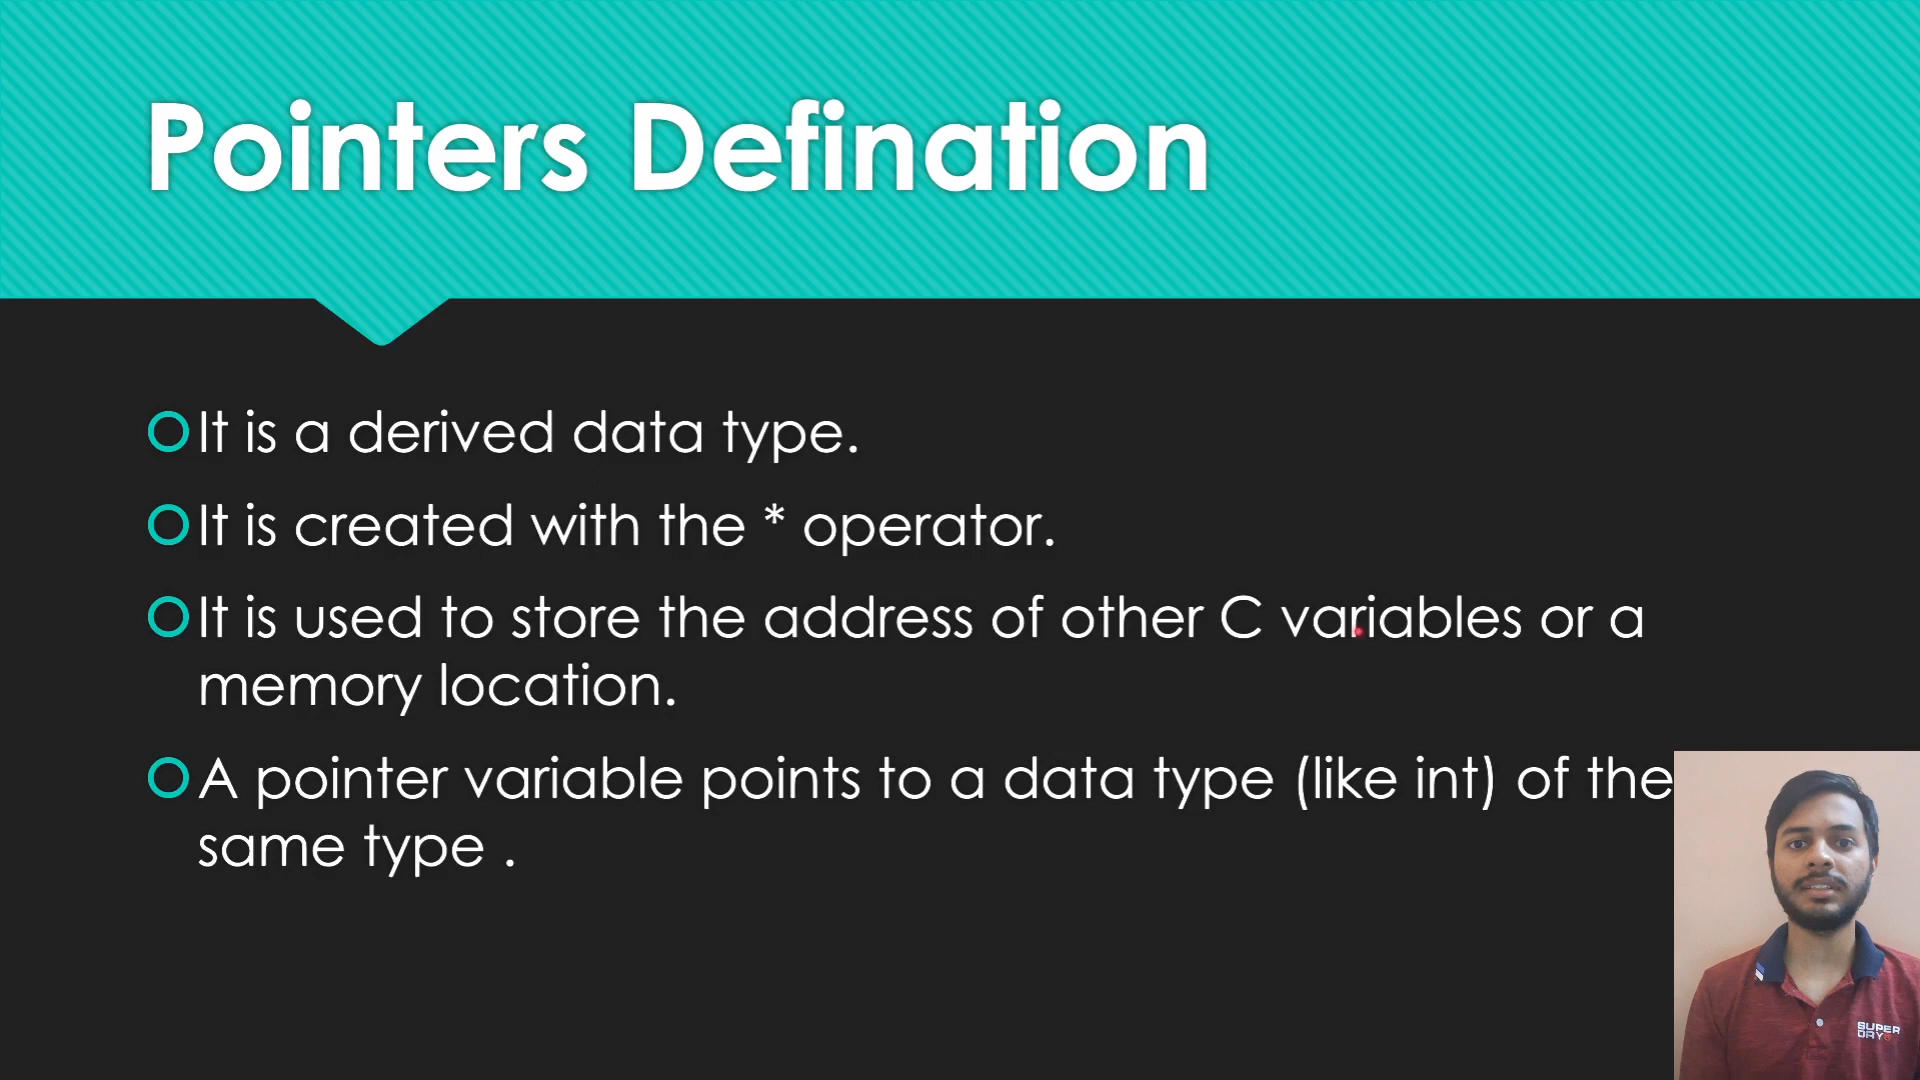 Pointers Defination
It is a derived data type.
It is created with the * operator.
It is used to store the address of other C variables or a
memory location.
A pointer variable points to a data type (like int) of the
same type .
SUPER
DRY